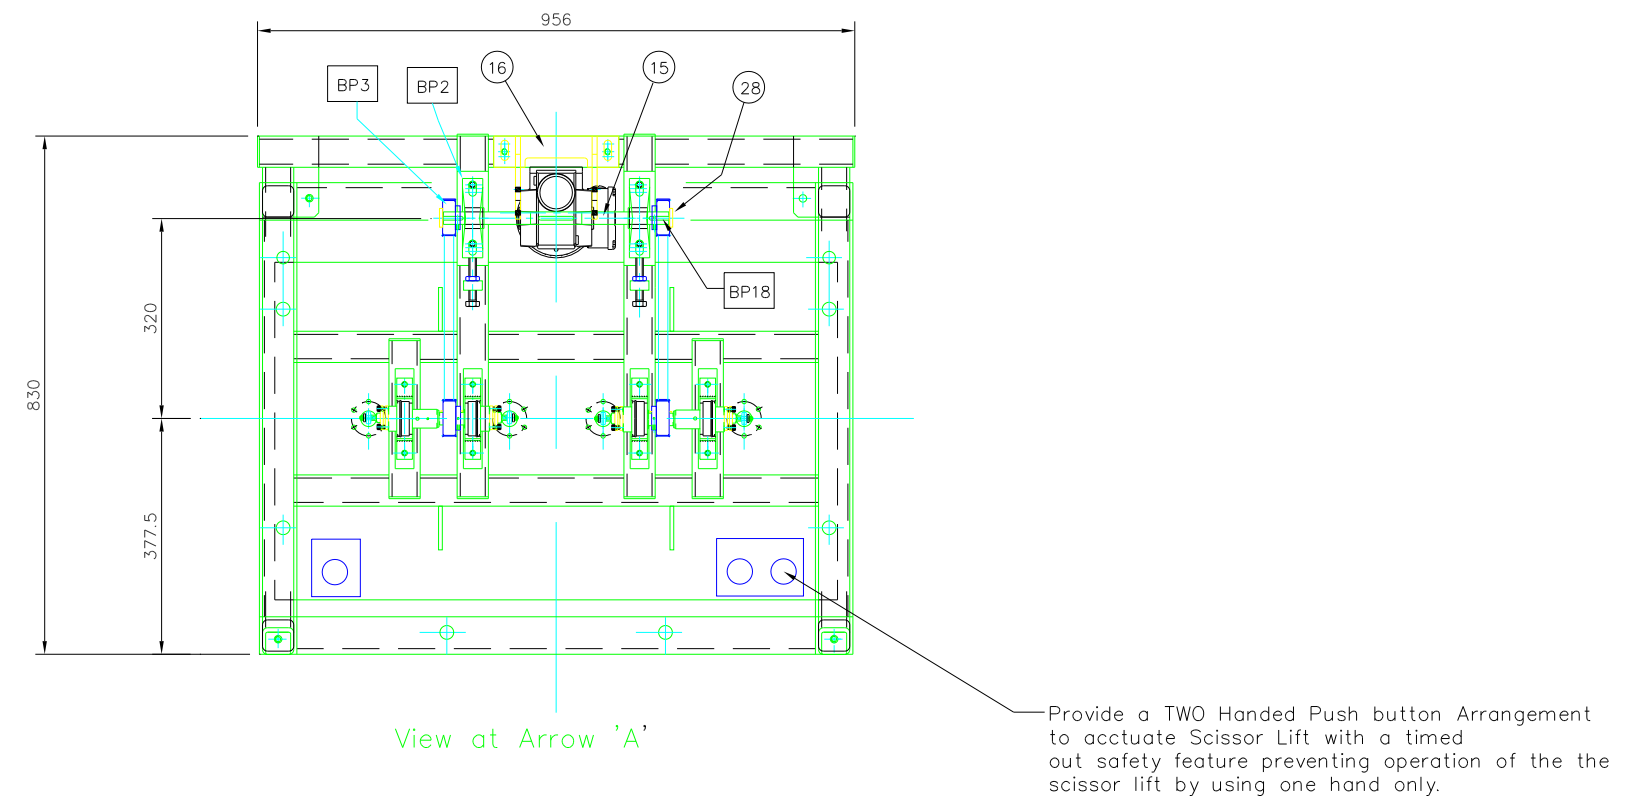 956
16
15
28
BP3
BP2
BP18
320
830
377.5
View at Arrow 'A'
Provide a TWO Handed Push button Arrangement
to acctuate Scissor Lift with a timed
out safety feature preventing operation of the the
scissor lift by using one hand only.